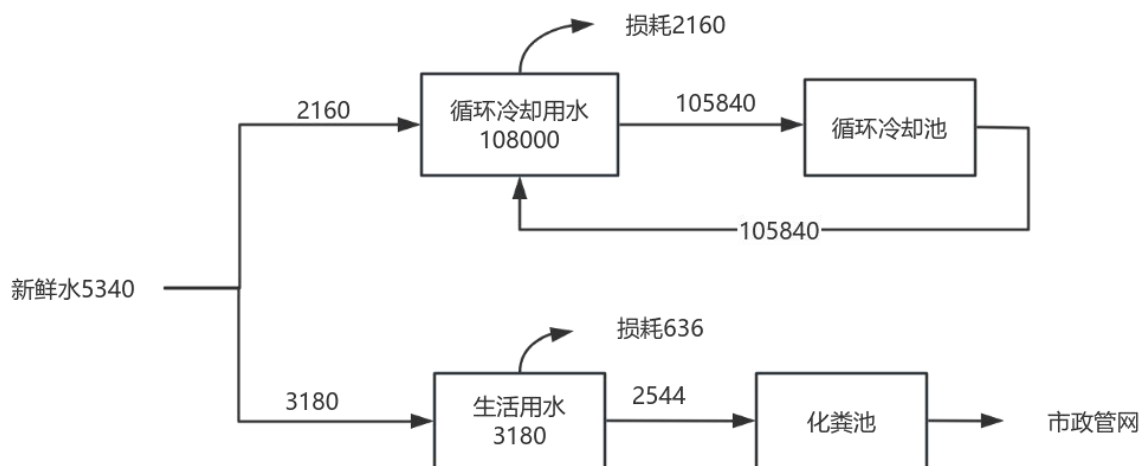 损耗2160
2160
循环冷却用水
108000
105840
循环冷却池
105840
新鲜水5340
损耗636
3180
生活用水
3180
2544
化粪池
市政管网